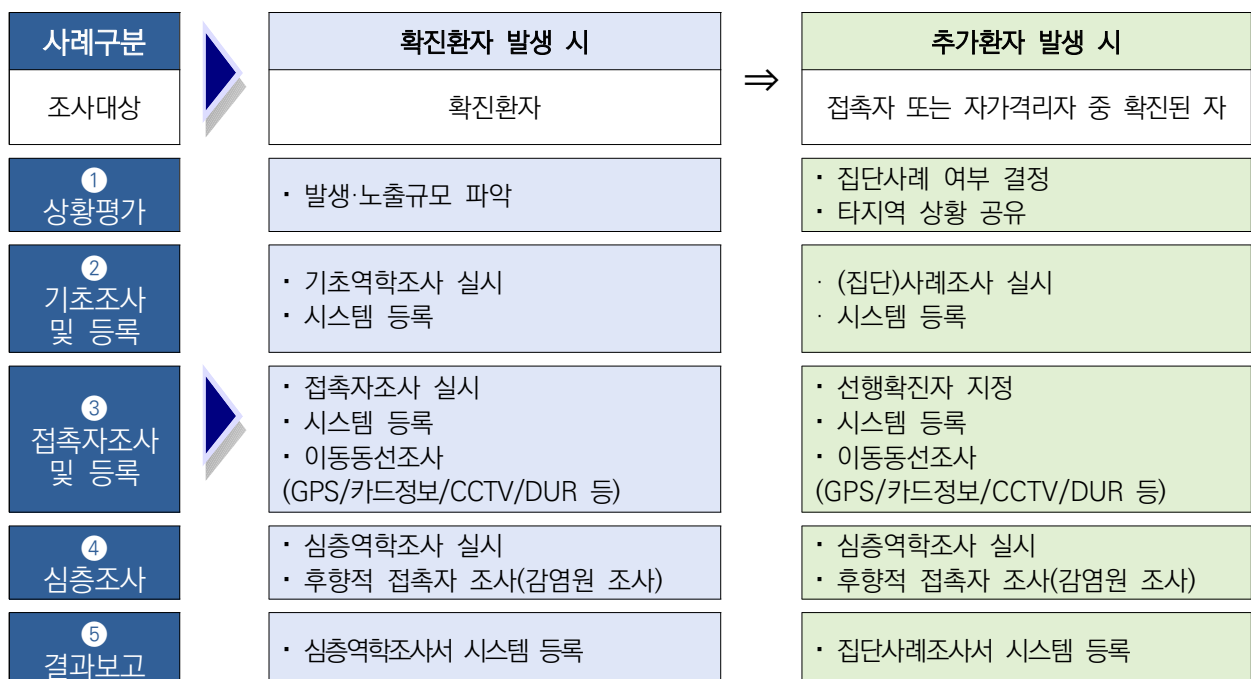 사례구분
확진환자 발생 시
추가환자 발생 시
조사대상
확진환자
⇒
접촉자 또는 자가격리자 중 확진된 자
❶
상황평가
· 발생·노출규모 파악
· 집단사례 여부 결정
· 타지역 상황 공유
❷
기초조사
및 등록
· 기초역학조사 실시
· 시스템 등록
· (집단)사례조사 실시
· 시스템 등록
❸
접촉자조사
및 등록
· 접촉자조사 실시
· 시스템 등록
· 이동동선조사
(GPS/카드정보/CCTV/DUR 등)
· 선행확진자 지정
· 시스템 등록
· 이동동선조사
(GPS/카드정보/CCTV/DUR 등)
❹
심층조사
· 심층역학조사 실시
· 후향적 접촉자 조사(감염원 조사)
· 심층역학조사 실시
· 후향적 접촉자 조사(감염원 조사)
❺
결과보고
· 심층역학조사서 시스템 등록
· 집단사례조사서 시스템 등록